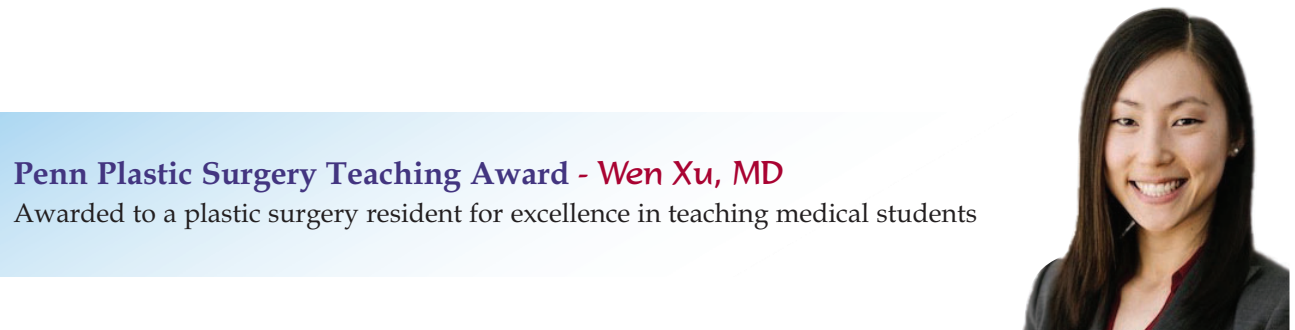 Penn Plastic Surgery Teaching Award - Wen Xu, MD
Awarded to a plastic surgery resident for excellence in teaching medical students